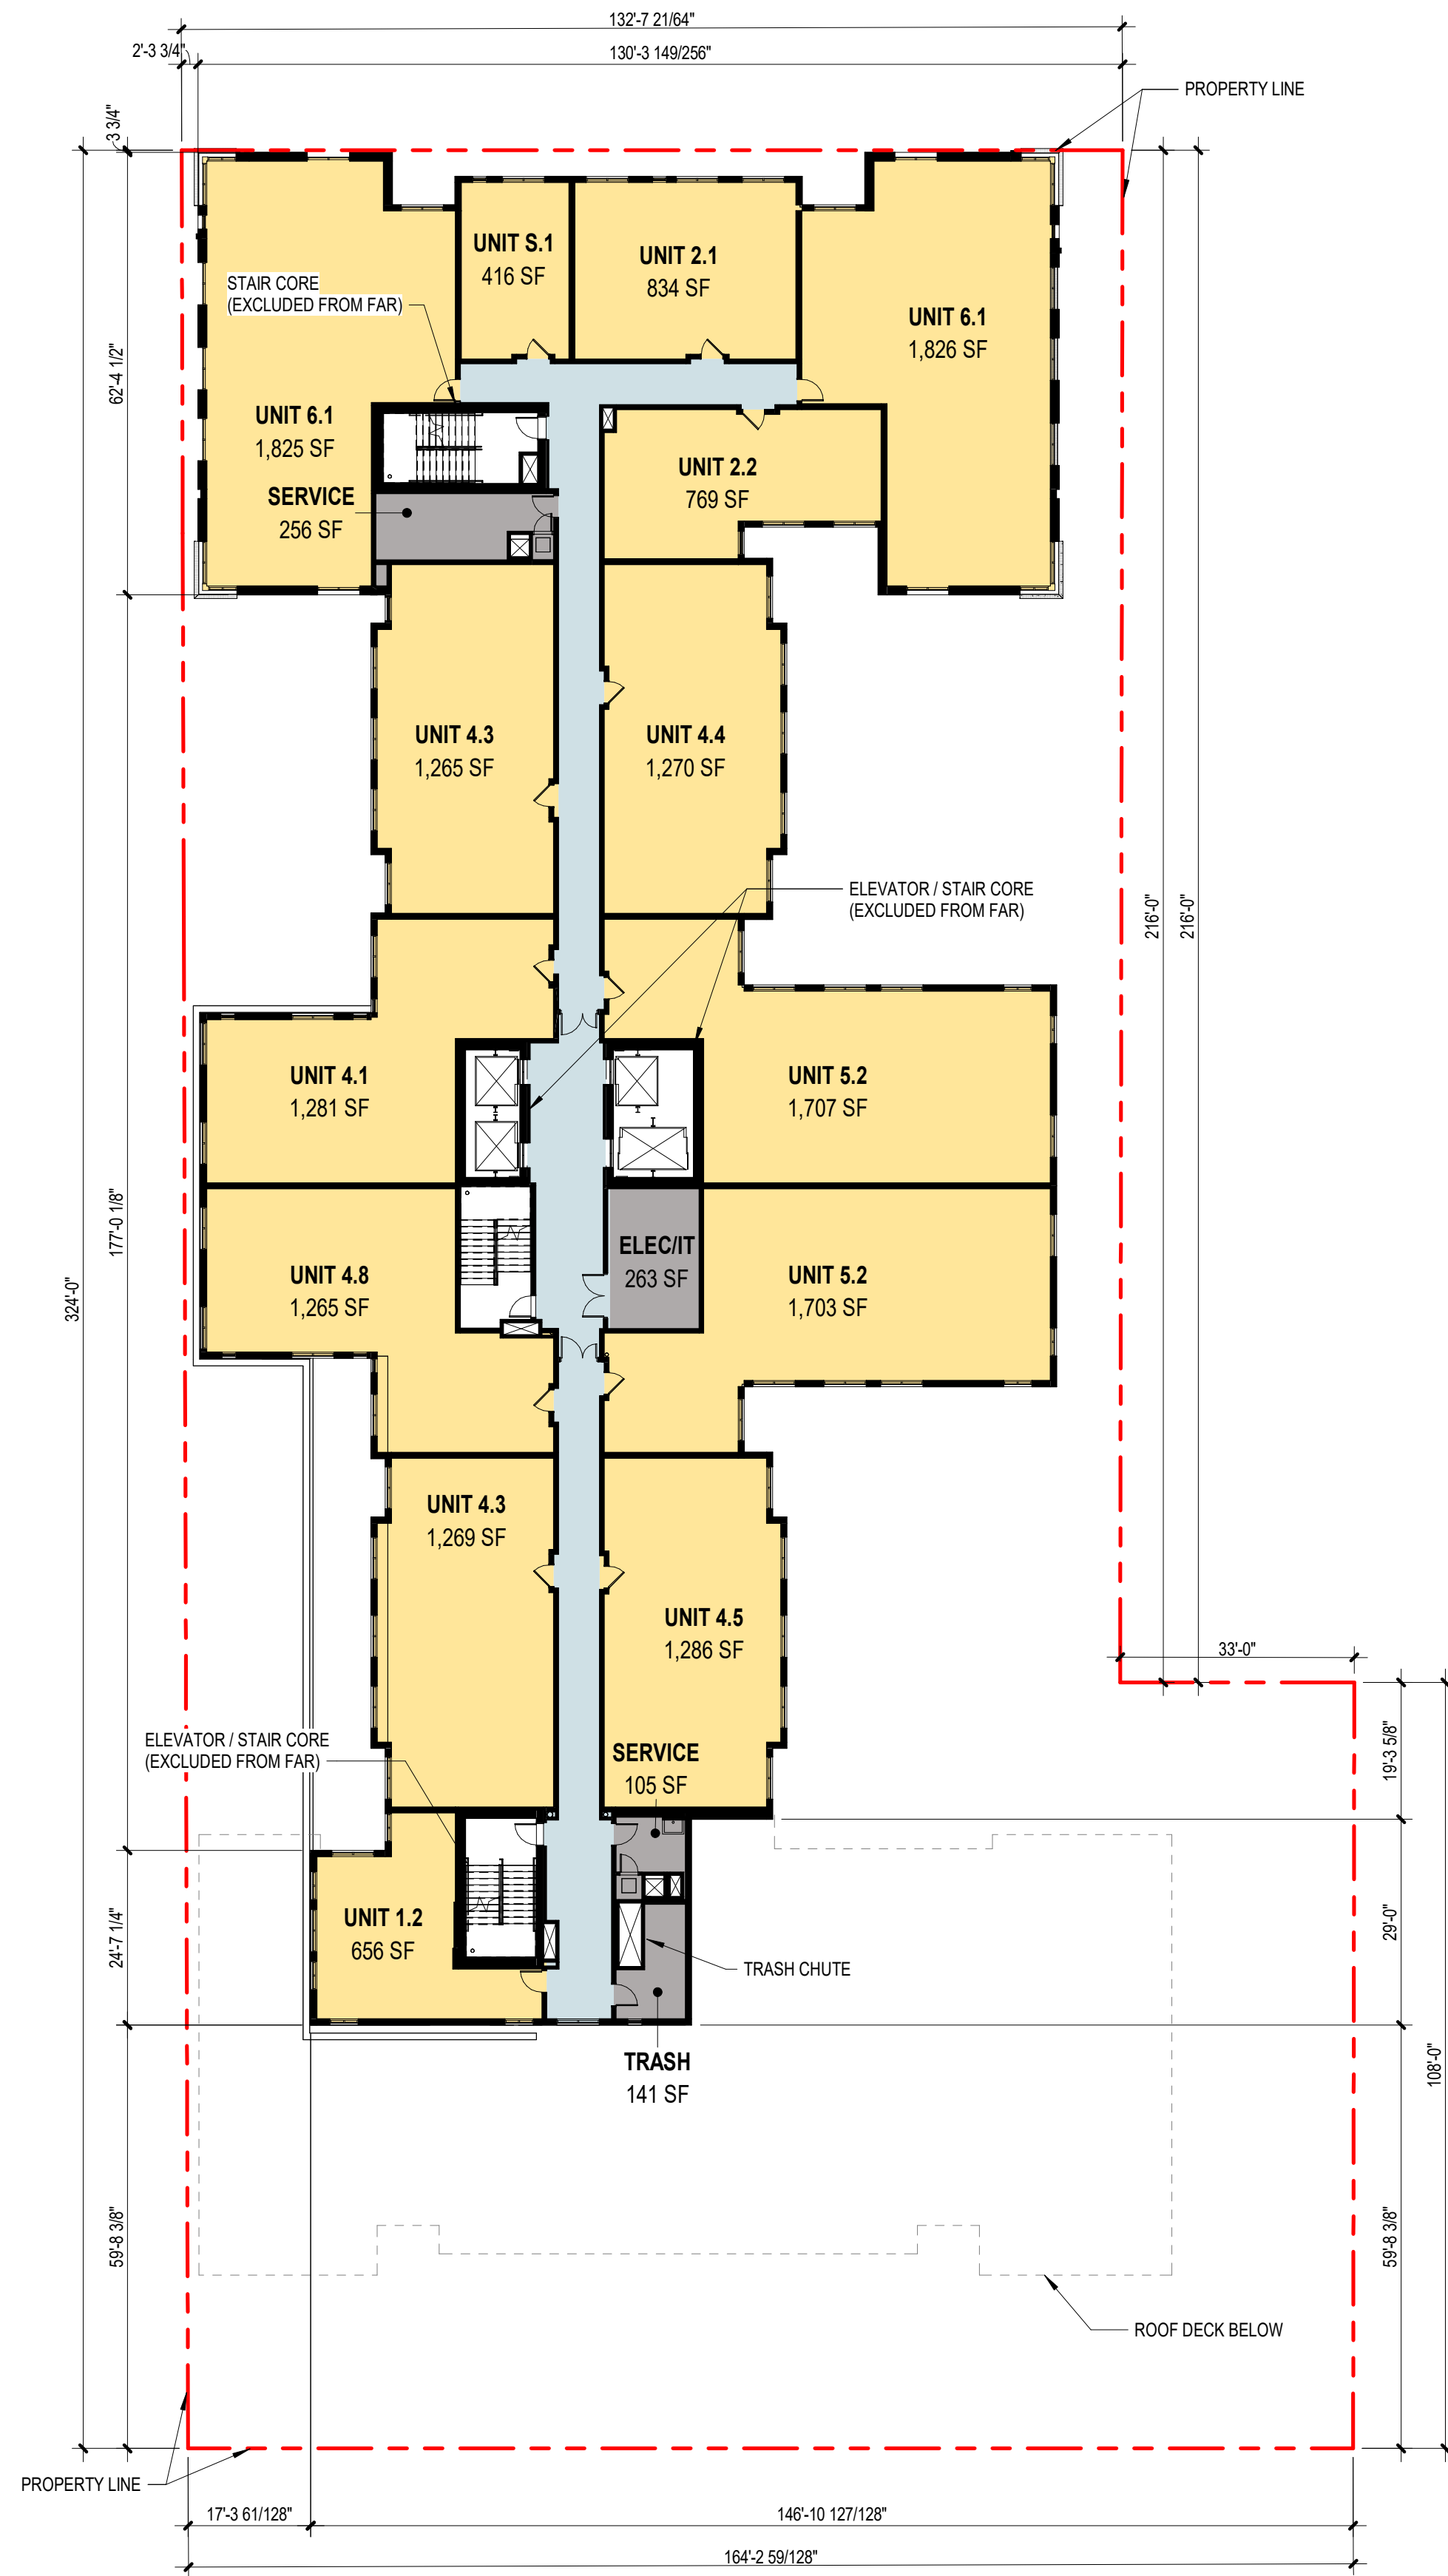 132'-7 21/64"
2'-3 3/4"
130'-3 149/256"
PROPERTY LINE
3 3/4"
UNIT S.1
416 SF
UNIT 2.1
834 SF
STAIR CORE
(EXCLUDED FROM FAR)
UNIT 6.1
1,826 SF
62'-4 1/2"
UNIT 6.1
1,825 SF
UNIT 2.2
769 SF
SERVICE
256 SF
UNIT 4.3
1,265 SF
UNIT 4.4
1,270 SF
ELEVATOR / STAIR CORE
(EXCLUDED FROM FAR)
216'-0"
216'-0"
UNIT 4.1
1,281 SF
UNIT 5.2
1,707 SF
177'-0 1/8"
324'-0"
UNIT 4.8
1,265 SF
ELEC/IT
263 SF
UNIT 5.2
1,703 SF
UNIT 4.3
1,269 SF
UNIT 4.5
1,286 SF
33'-0"
ELEVATOR / STAIR CORE
(EXCLUDED FROM FAR)
SERVICE
105 SF
19'-3 5/8"
UNIT 1.2
656 SF
24'-7 1/4"
29'-0"
TRASH CHUTE
TRASH
141 SF
108'-0"
59'-8 3/8"
59'-8 3/8"
ROOF DECK BELOW
PROPERTY LINE
17'-3 61/128"
146'-10 127/128"
164'-2 59/128"